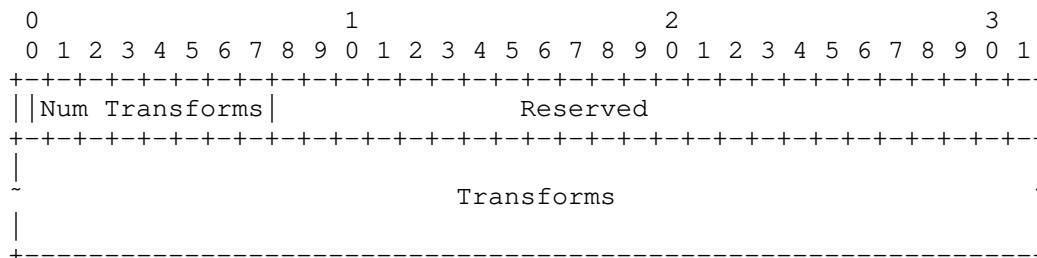 0                   1                   2                   3
 0 1 2 3 4 5 6 7 8 9 0 1 2 3 4 5 6 7 8 9 0 1 2 3 4 5 6 7 8 9 0 1
+-+-+-+-+-+-+-+-+-+-+-+-+-+-+-+-+-+-+-+-+-+-+-+-+-+-+-+-+-+-+-+-
||Num Transforms|               Reserved
+-+-+-+-+-+-+-+-+-+-+-+-+-+-+-+-+-+-+-+-+-+-+-+-+-+-+-+-+-+-+-+-
|
~                           Transforms
|
+----------------------------------------------------------------